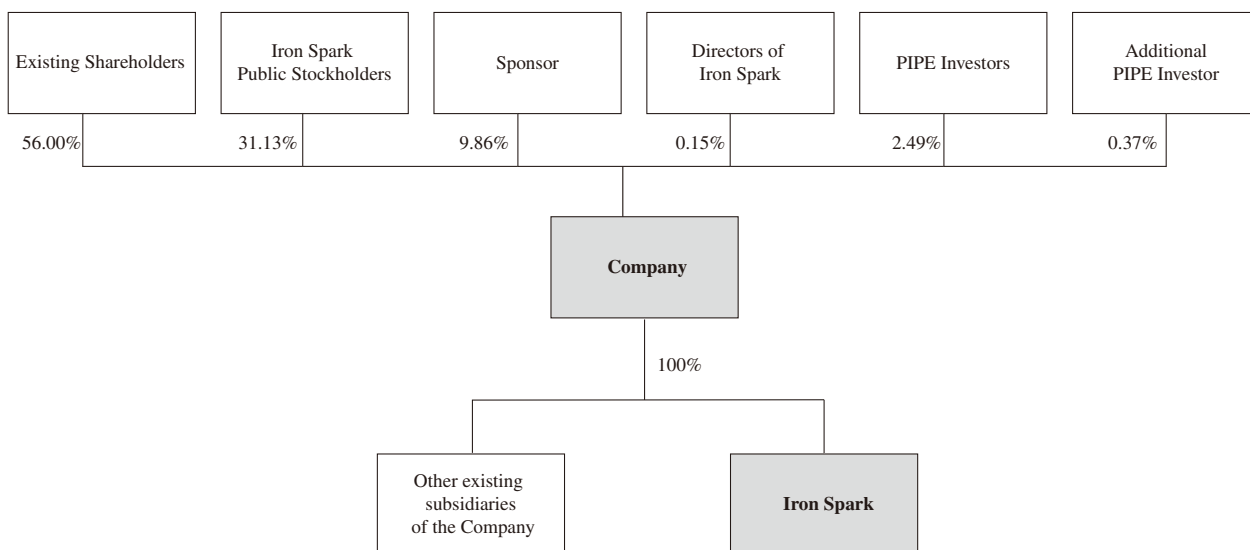 Existing Shareholders
Iron Spark
Public Stockholders
Sponsor
Directors of
Iron Spark
PIPE Investors
Additional
PIPE Investor
56.00%
31.13%
9.86%
0.15%
2.49%
0.37%
Company
100%
Other existing
subsidiaries
of the Company
Iron Spark